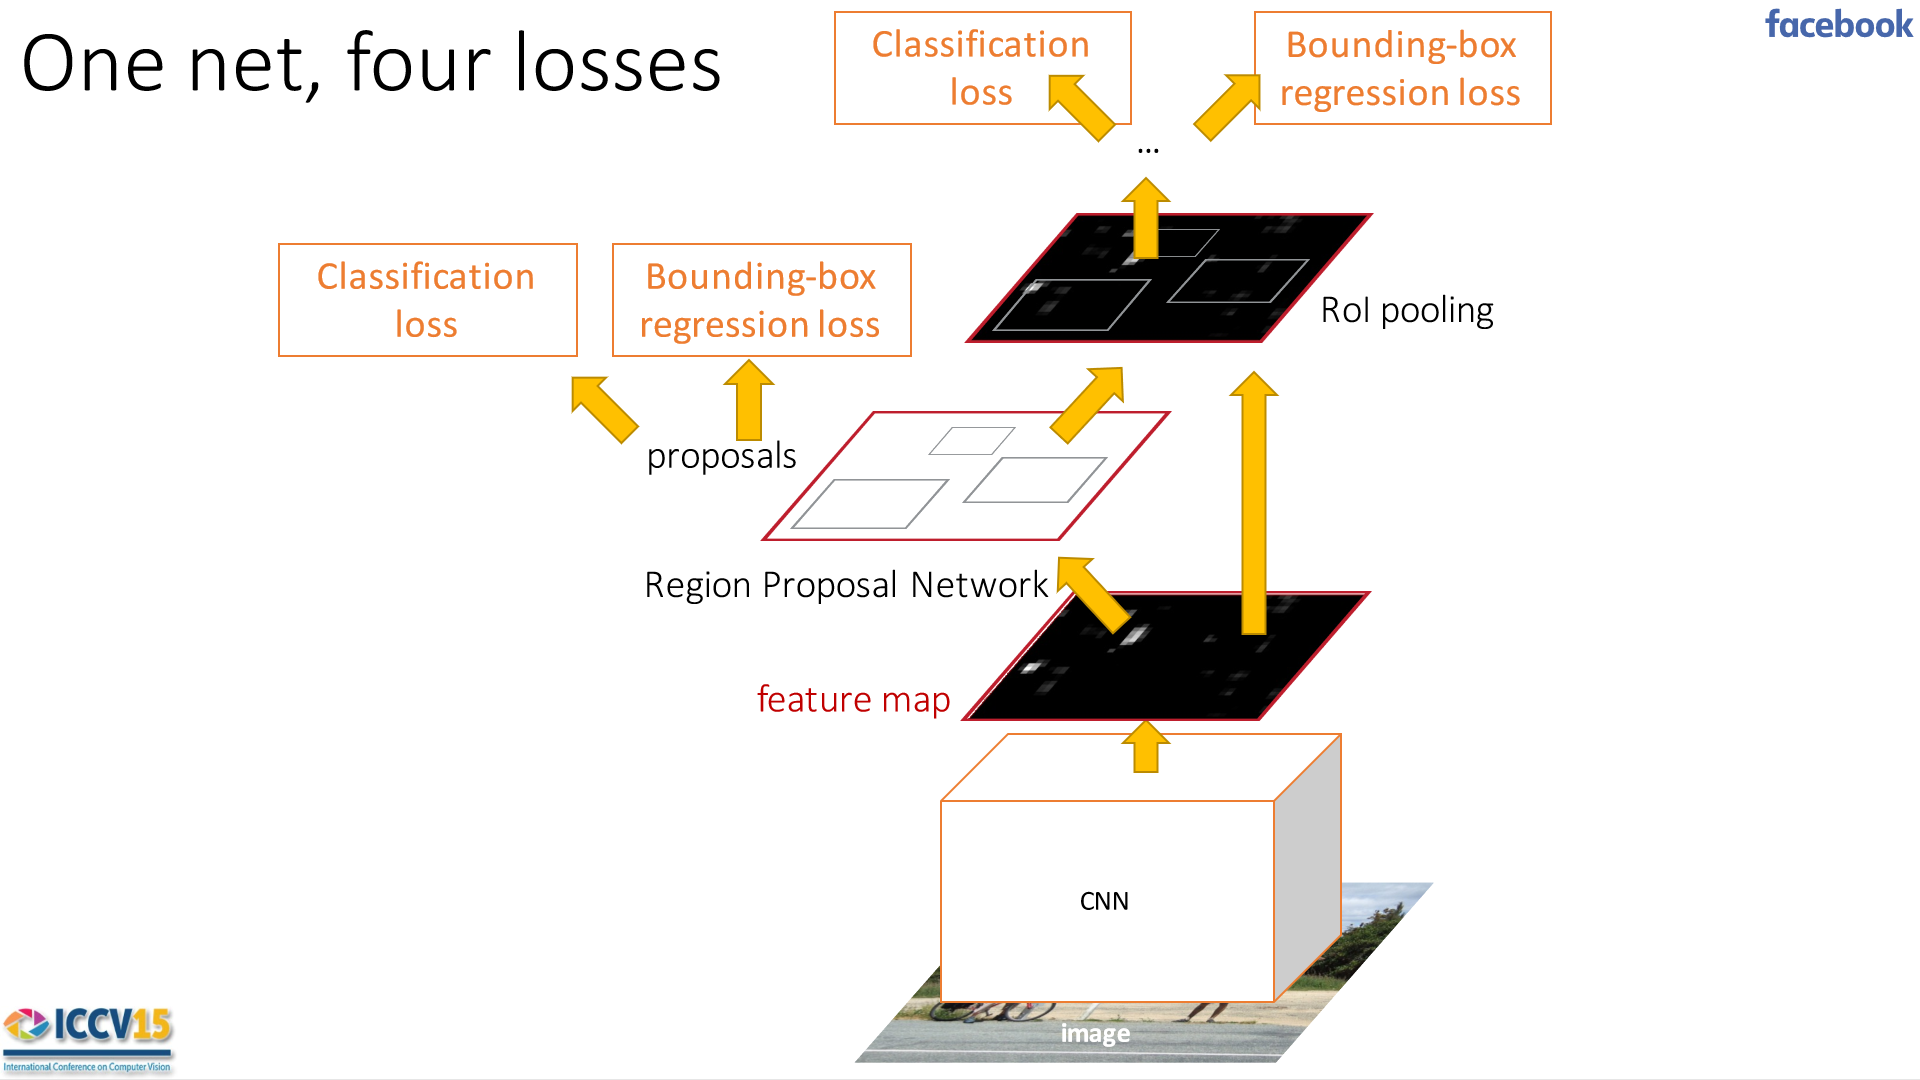 One net, four losses
Classification
loss
Bounding-box
regression loss
facebook
...
Classification
loss
Bounding-box
regression loss
RoI pooling
proposals
Region Proposal Network
feature map
CNN
image
ICCV15
International Conference on Computer Vision